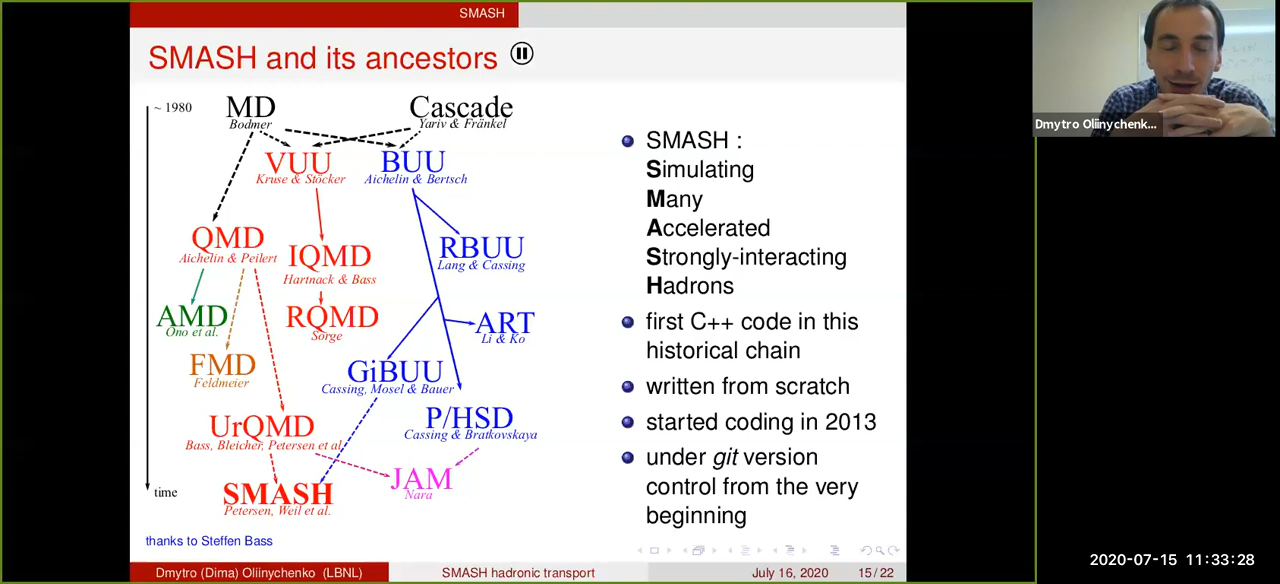 SMASH
SMASH and its ancestors
~ 1980
MD
Bodmer
Cascade
Yariv & Fränkel
VUU
Kruse & Stöcker
BUU
Aichelin & Bertsch
QMD
Aichelin & Peilert
IQMD
Hartnack & Bass
RBUU
Lang & Cassing
AMD
Ono et al.
RQMD
Sorge
ART
Li & Ko
FMD
Feldmeier
GiBUU
Cassing, Mosel & Bauer
P/HSD
Cassing & Bratkovskaya
UrQMD
Bass, Bleicher, Petersen et al.
JAM
Nara
time
SMASH
Petersen, Weil et al.
thanks to Steffen Bass
SMASH :
Simulating
Many
Accelerated
Strongly-interacting
Hadrons
first C++ code in this
historical chain
written from scratch
started coding in 2013
under git version
control from the very
beginning
Dmytro (Dima) Oliinychenko (LBNL)
SMASH hadronic transport
July 16, 2020
15 / 22
Dmytro Oliinychenk...
2020-07-15 11:33:28